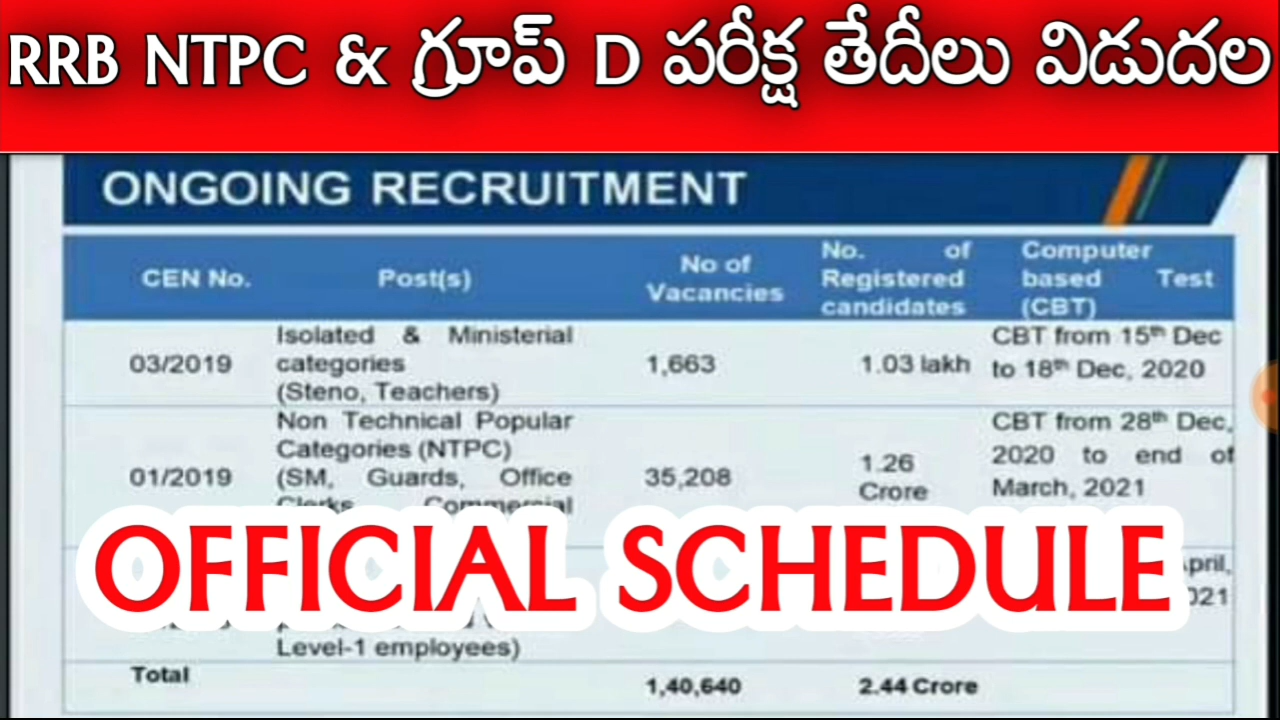 RRB NTPC & గ్రూప్ D పరీక్ష తేదీలు విడుదల
ONGOING RECRUITMENT
CEN No.
Post(s)
No of
Vacancies
No. of
Registered
candidates
Computer
based Test
(CBT)
03/2019
Isolated & Ministerial
categories
(Steno, Teachers)
1,663
1.03 lakh
CBT from 15th Dec
to 18th Dec, 2020
01/2019
Non Technical Popular
Categories (NTPC)
(SM, Guards, Office
Clerks Commercial
35,208
1.26
Crore
CBT from 28th Dec,
2020 to end of
March, 2021
OFFICIAL SCHEDULE
Level-1 employees)
Total
1,40,640
2.44 Crore